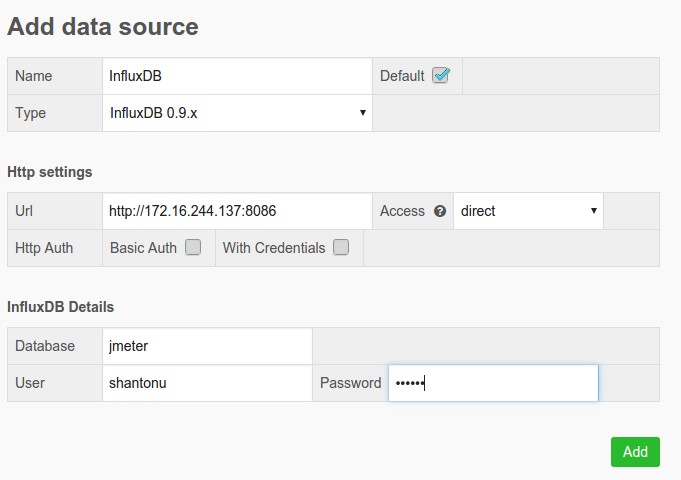 Add data source
Name InfluxDB Default
Type InfluxDB 0.9.x
Http settings
Url http://172.16.244.137:8086 Access direct
Http Auth Basic Auth With Credentials
InfluxDB Details
Database jmeter
User shantonu Password ••••••
Add